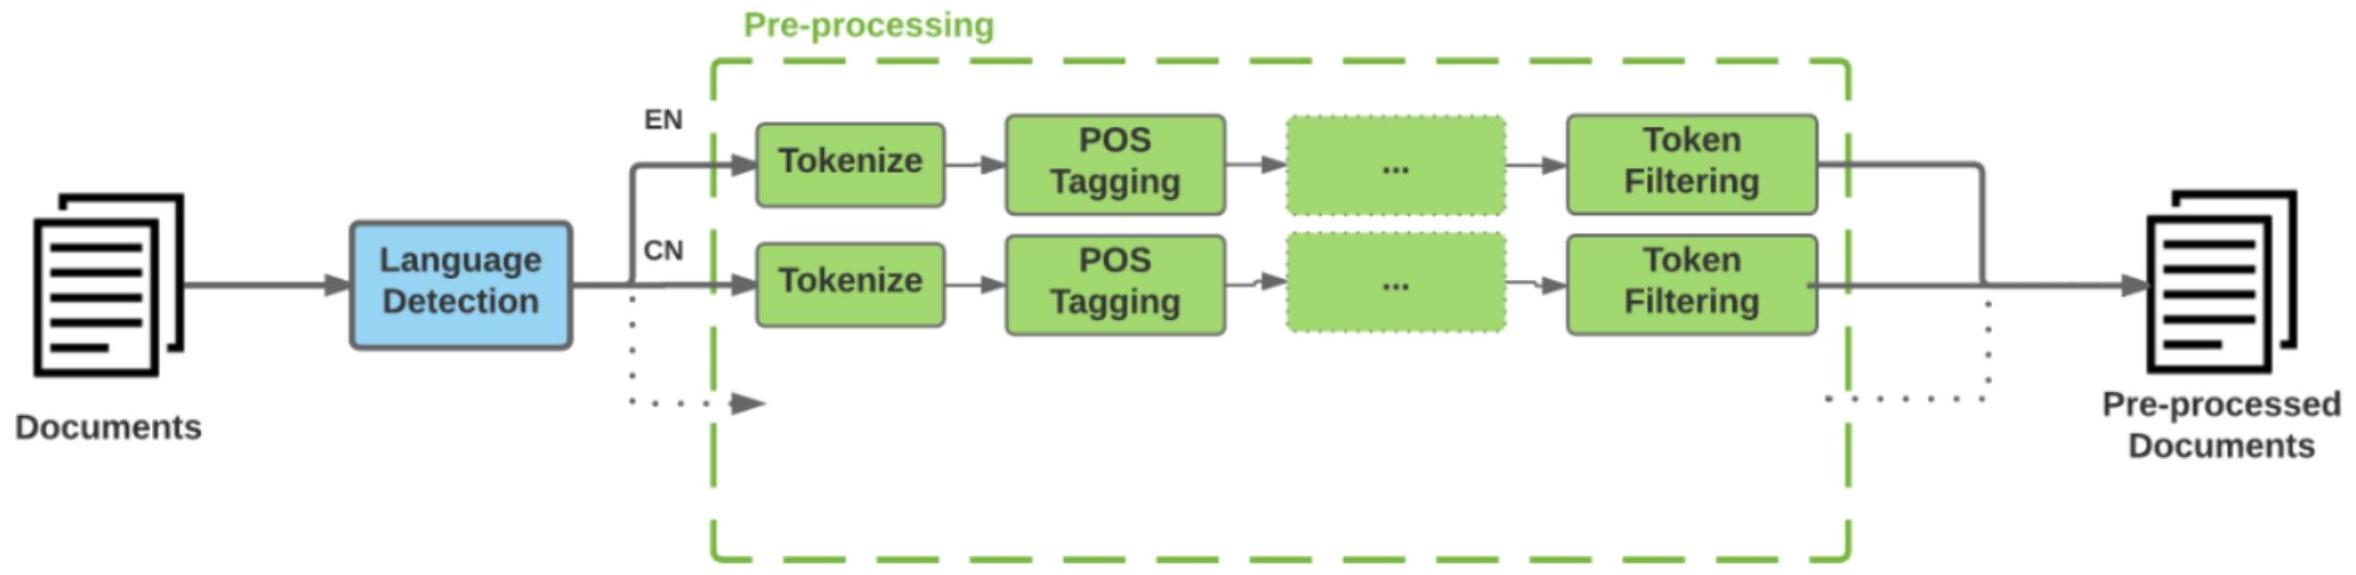 Pre-processing
EN
Tokenize
POS
Tagging
...
Token
Filtering
Language
Detection
CN
Tokenize
POS
Tagging
...
Token
Filtering
Documents
Pre-processed
Documents